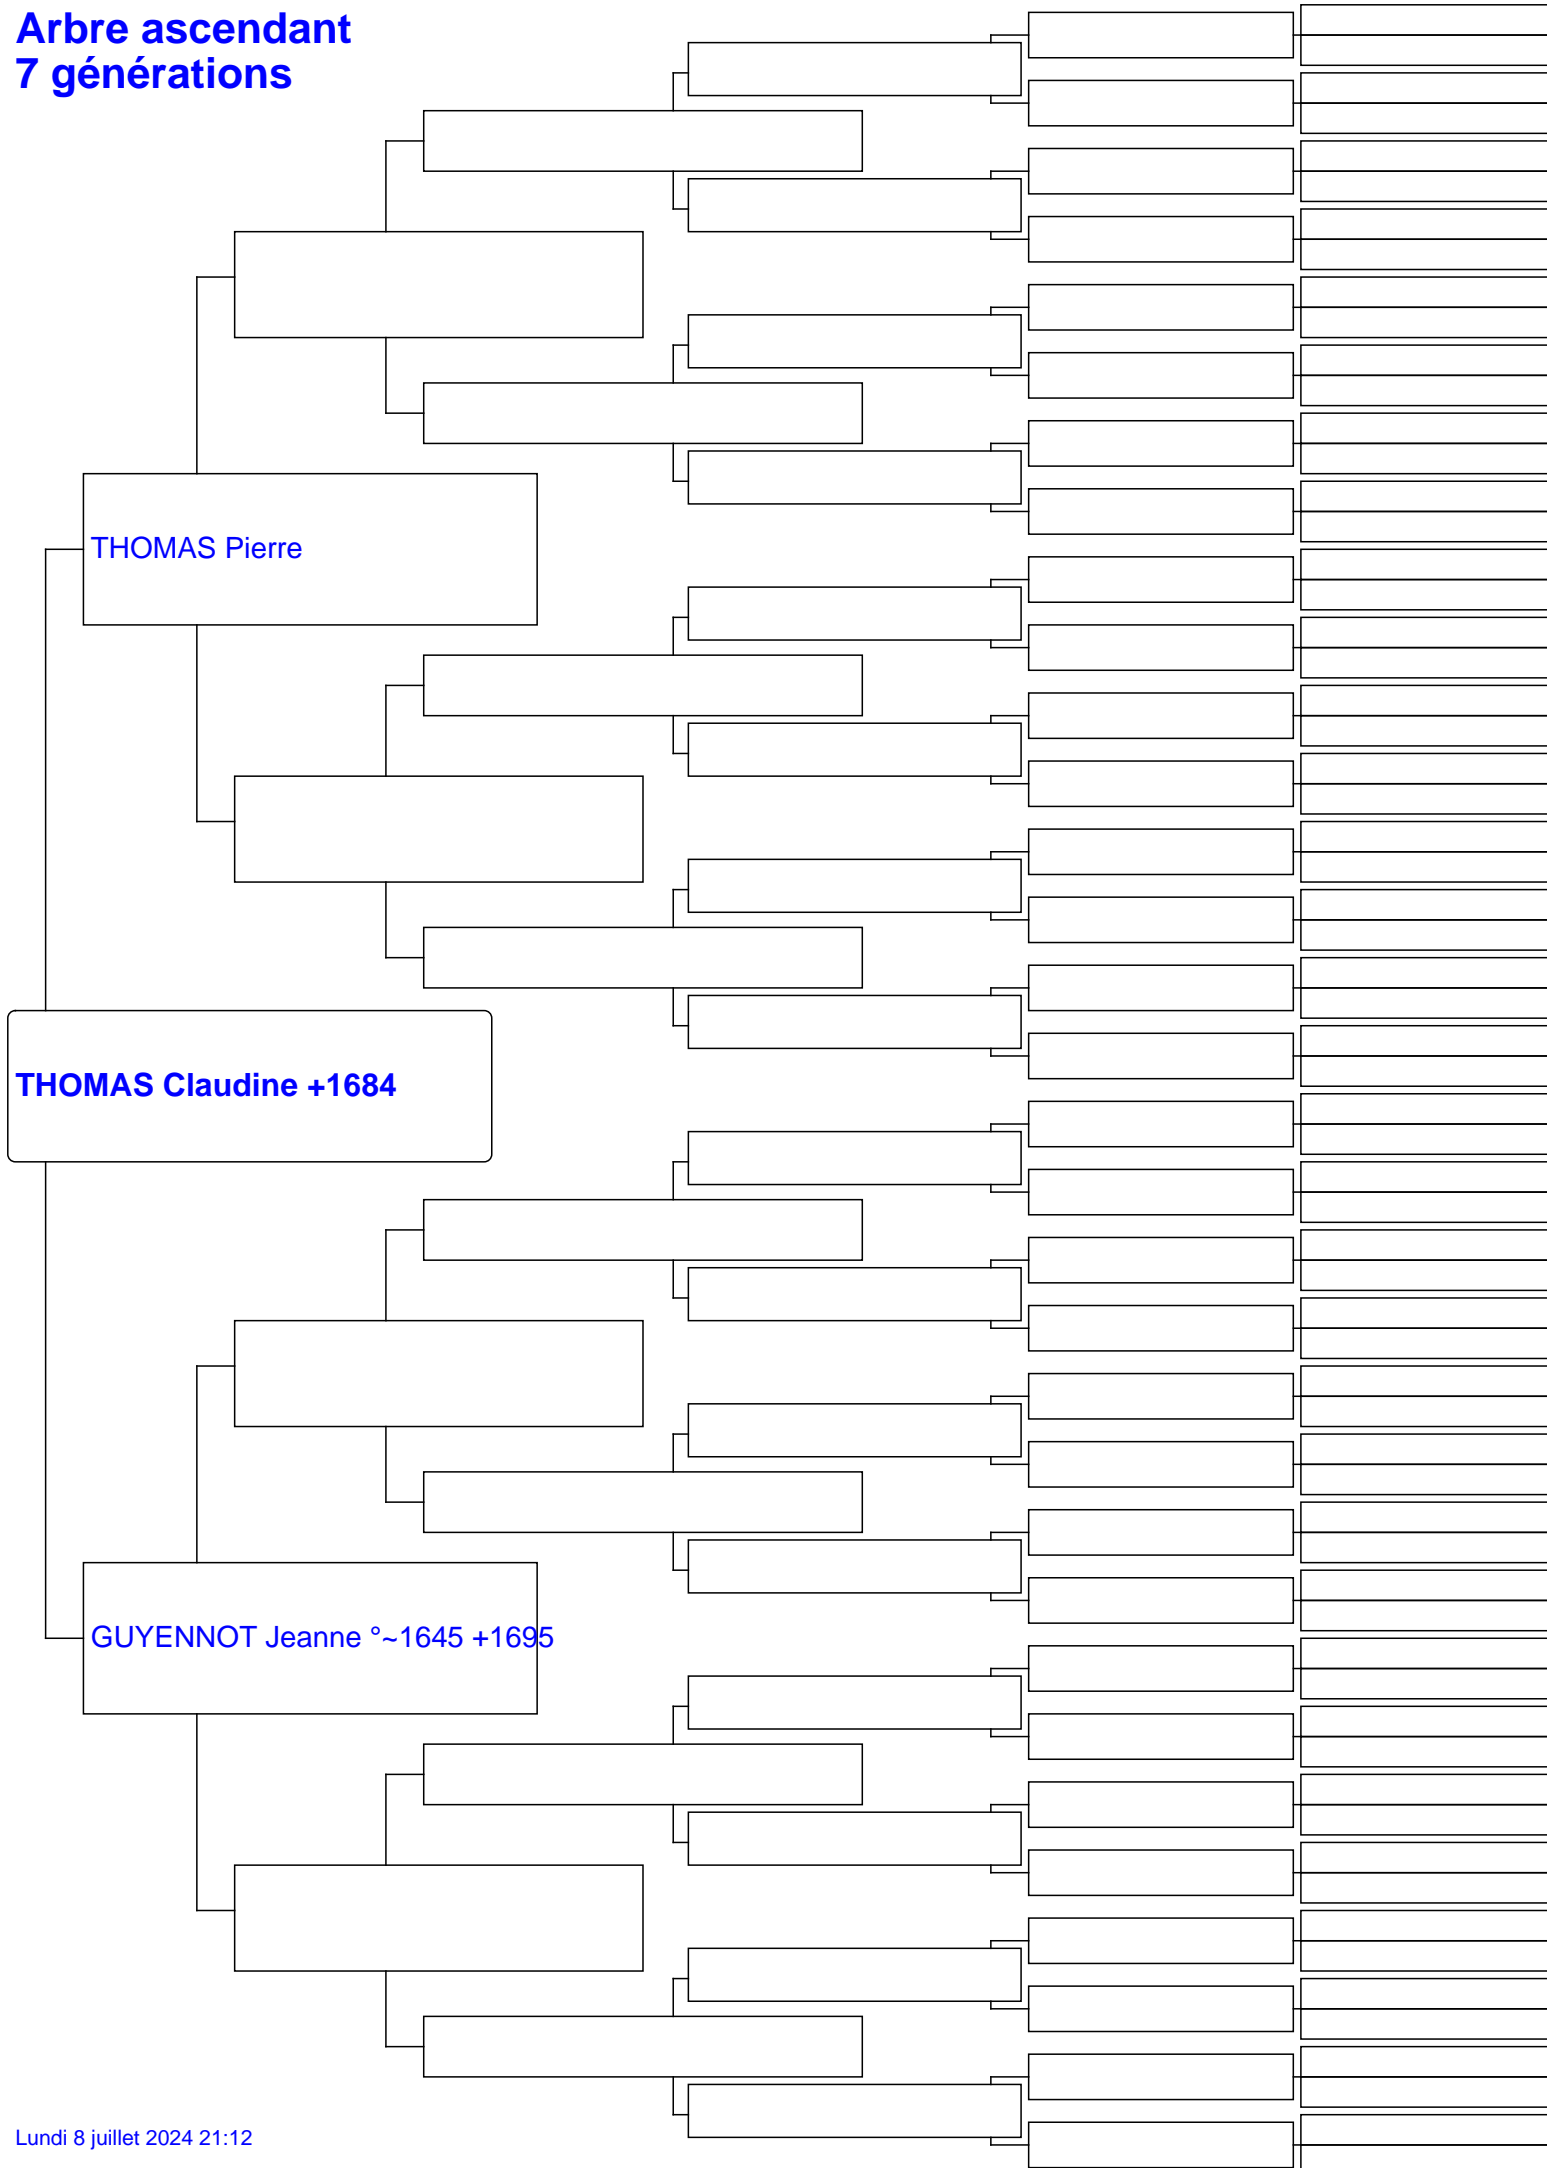 Arbre ascendant
7 générations
THOMAS Pierre
THOMAS Claudine +1684
GUYENNOT Jeanne °~1645 +1695
Lundi 8 juillet 2024 21:12